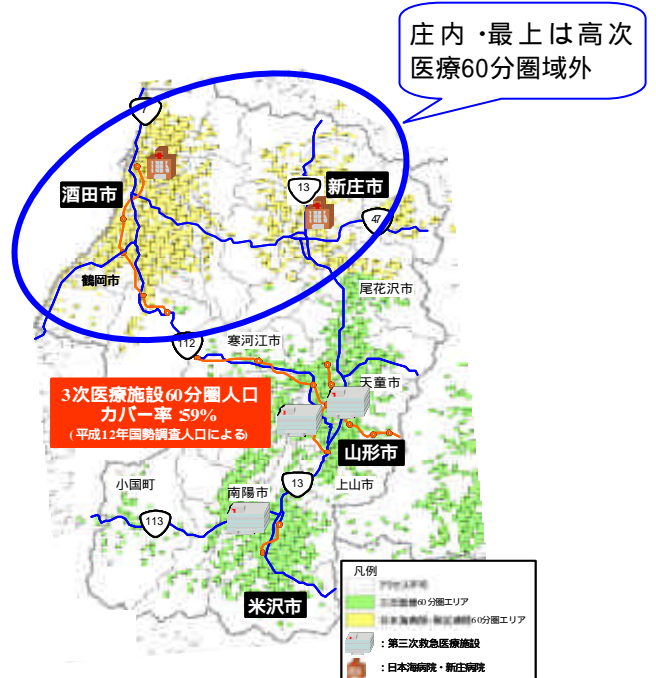 庄内・最上は高次
医療60分圏域外
7
酒田市
13
新庄市
47
鶴岡市
尾花沢市
112
寒河江市
3次医療施設60分圏人口
カバー率:59%
(平成12年国勢調査人口による)
天童市
山形市
小国町
南陽市
13
上山市
113
米沢市
凡例
60分圏エリア
60分圏エリア
:第三次救急医療施設
:日本海病院・新庄病院